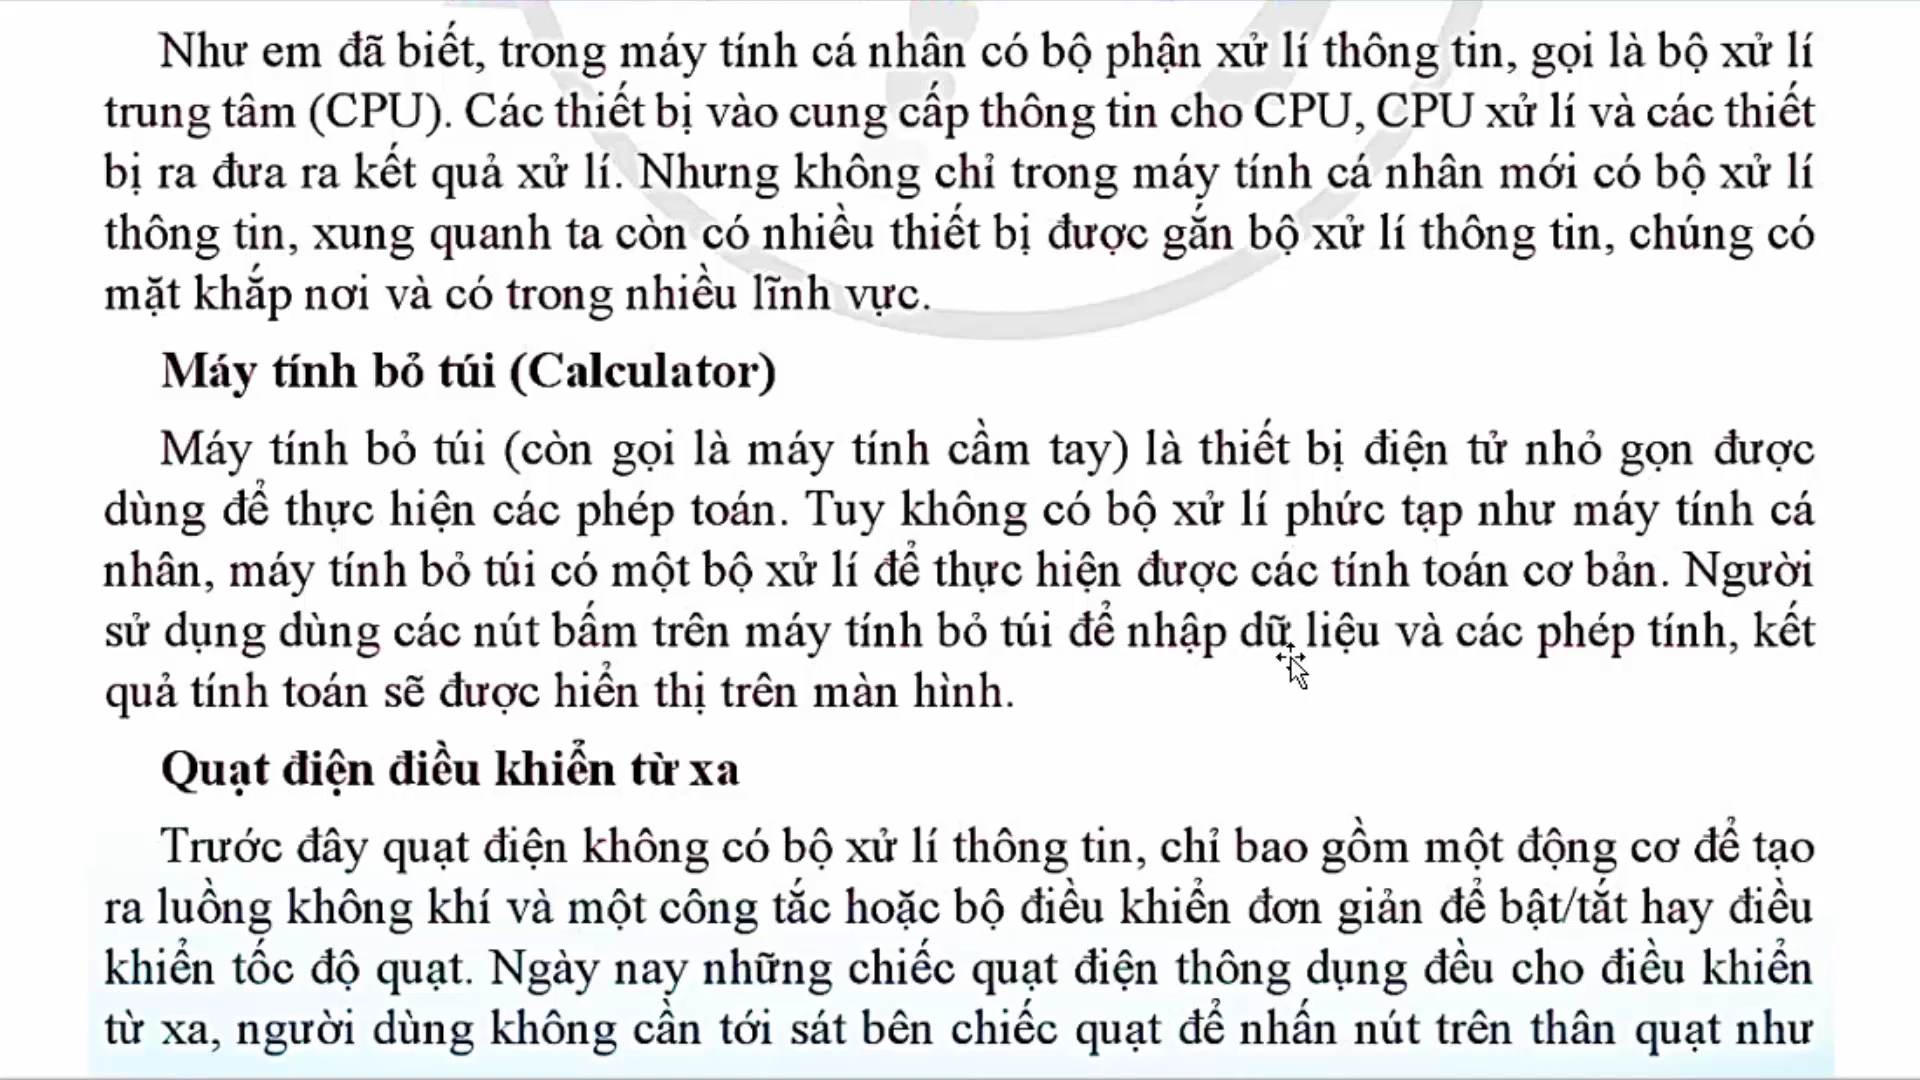 Như em đã biết, trong máy tính cá nhân có bộ phận xử lí thông tin, gọi là bộ xử lí
trung tâm (CPU). Các thiết bị vào cung cấp thông tin cho CPU, CPU xử lí và các thiết
bị ra đưa ra kết quả xử lí. Nhưng không chỉ trong máy tính cá nhân mới có bộ xử lí
thông tin, xung quanh ta còn có nhiều thiết bị được gắn bộ xử lí thông tin, chúng có
mặt khắp nơi và có trong nhiều lĩnh vực.
Máy tính bỏ túi (Calculator)
Máy tính bỏ túi (còn gọi là máy tính cầm tay) là thiết bị điện tử nhỏ gọn được
dùng để thực hiện các phép toán. Tuy không có bộ xử lí phức tạp như máy tính cá
nhân, máy tính bỏ túi có một bộ xử lí để thực hiện được các tính toán cơ bản. Người
sử dụng dùng các nút bấm trên máy tính bỏ túi để nhập dữ liệu và các phép tính, kết
quả tính toán sẽ được hiển thị trên màn hình.
Quạt điện điều khiển từ xa
Trước đây quạt điện không có bộ xử lí thông tin, chỉ bao gồm một động cơ để tạo
ra luồng không khí và một công tắc hoặc bộ điều khiển đơn giản để bật/tắt hay điều
khiển tốc độ quạt. Ngày nay những chiếc quạt điện thông dụng đều cho điều khiển
từ xa, người dùng không cần tới sát bên chiếc quạt để nhấn nút trên thân quạt như